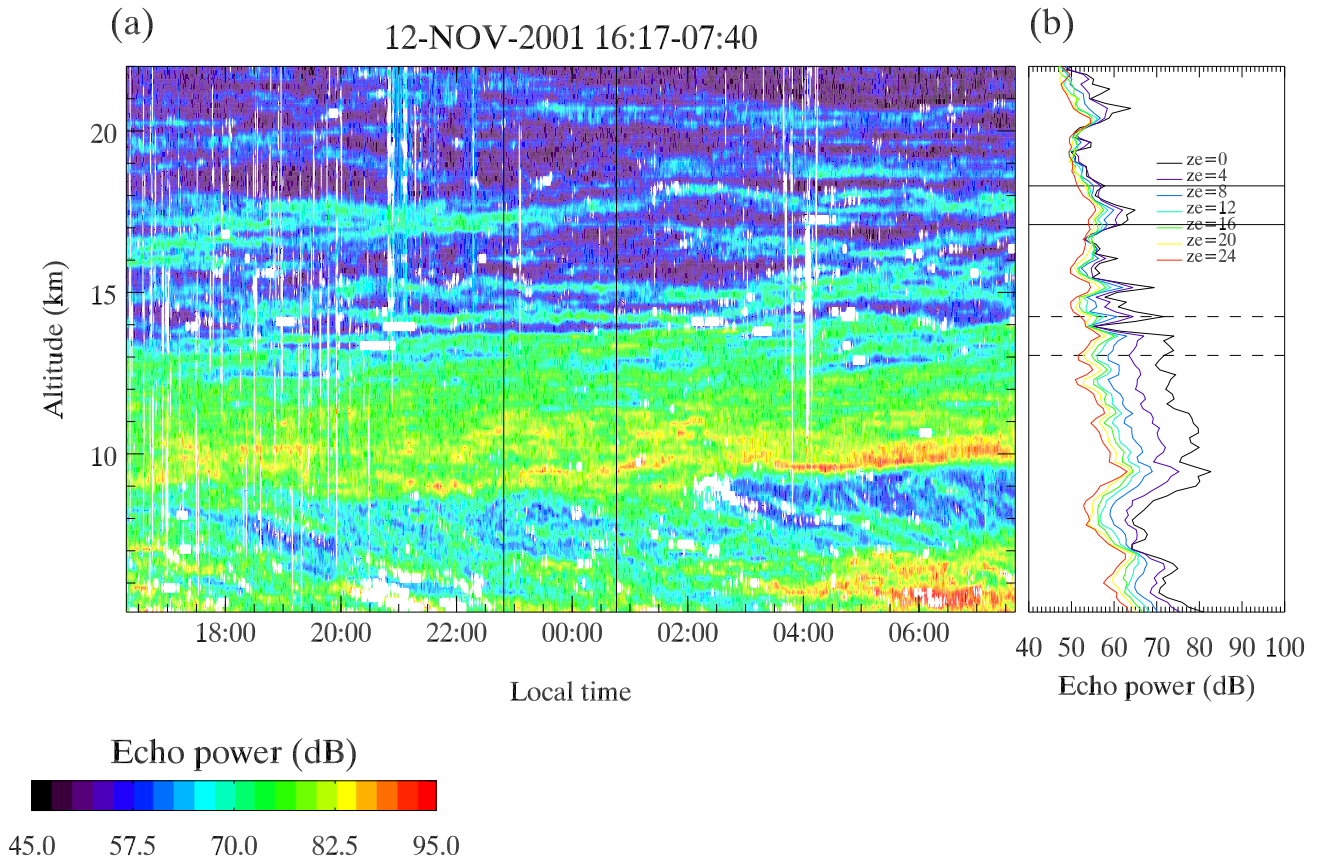 (a)
(b)
12-NOV-2001 16:17-07:40
20
15
10
Altitude (km)
18:00
20:00
22:00
00:00
02:00
04:00
06:00
Local time
ze=0
ze=4
ze=8
ze=12
ze=16
ze=20
ze=24
40
50
60
70
80
90
100
Echo power (dB)
Echo power (dB)
45.0
57.5
70.0
82.5
95.0